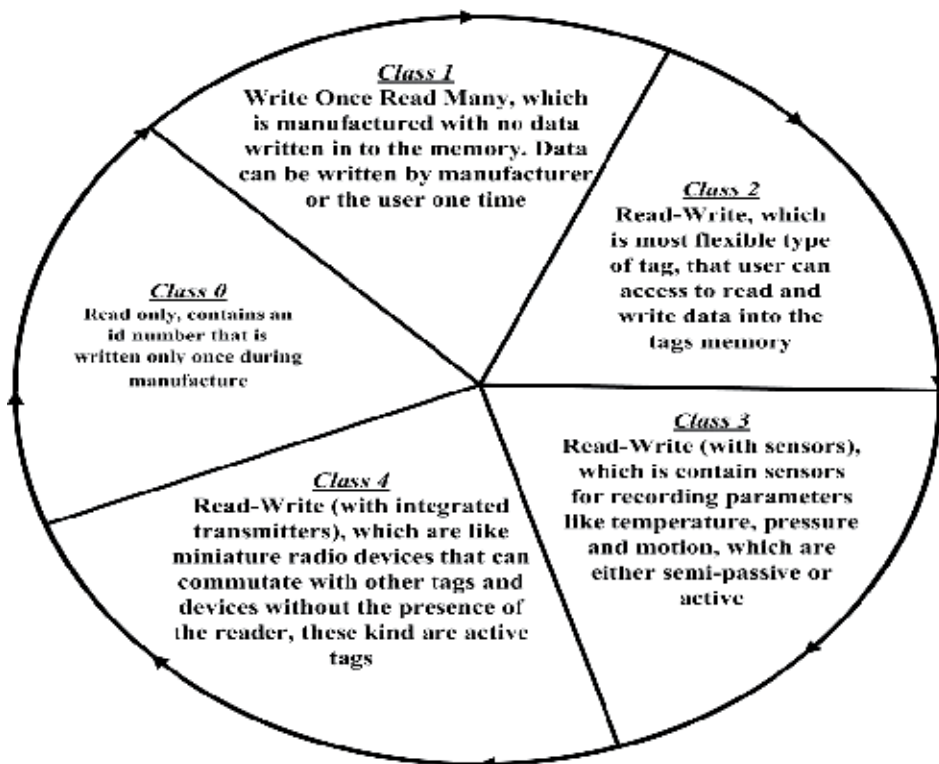 Class 1
Write Once Read Many, which
is manufactured with no data
written in to the memory. Data
can be written by manufacturer
or the user one time
Class 2
Read-Write, which
is most flexible type
of tag, that user can
access to read and
write data into the
tags memory
Class 3
Read-Write (with sensors),
which is contain sensors
for recording parameters
like temperature, pressure
and motion, which are
either semi-passive or
active
Class 4
Read-Write (with integrated
transmitters), which are like
miniature radio devices that can
commutate with other tags and
devices without the presence of
the reader, these kind are active
tags
Class 0
Read only, contains an
id number that is
written only once during
manufacture